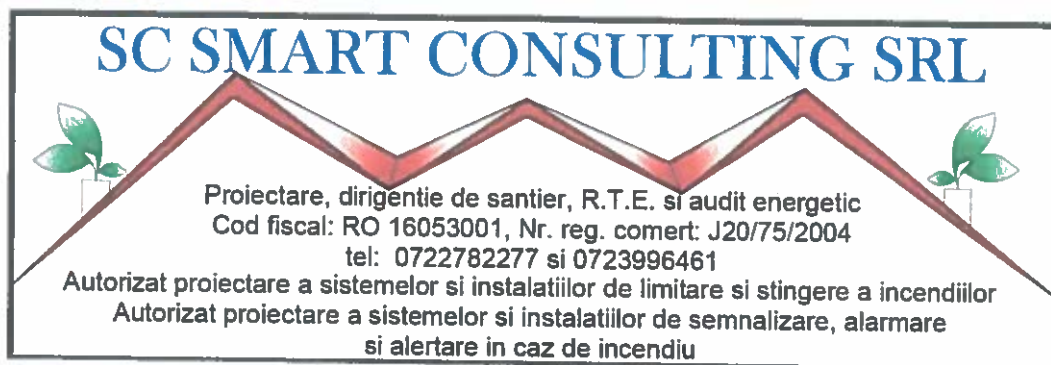 SC SMART CONSULTING SRL
Proiectare, dirigentie de santier, R.T.E. si audit energetic
Cod fiscal: RO 16053001, Nr. reg. comert: J20/75/2004
tel: 0722782277 si 0723996461
Autorizat proiectare a sistemelor si instalatiilor de limitare si stingere a incendiilor
Autorizat proiectare a sistemelor si instalatiilor de semnalizare, alarmare
si alertare in caz de incendiu